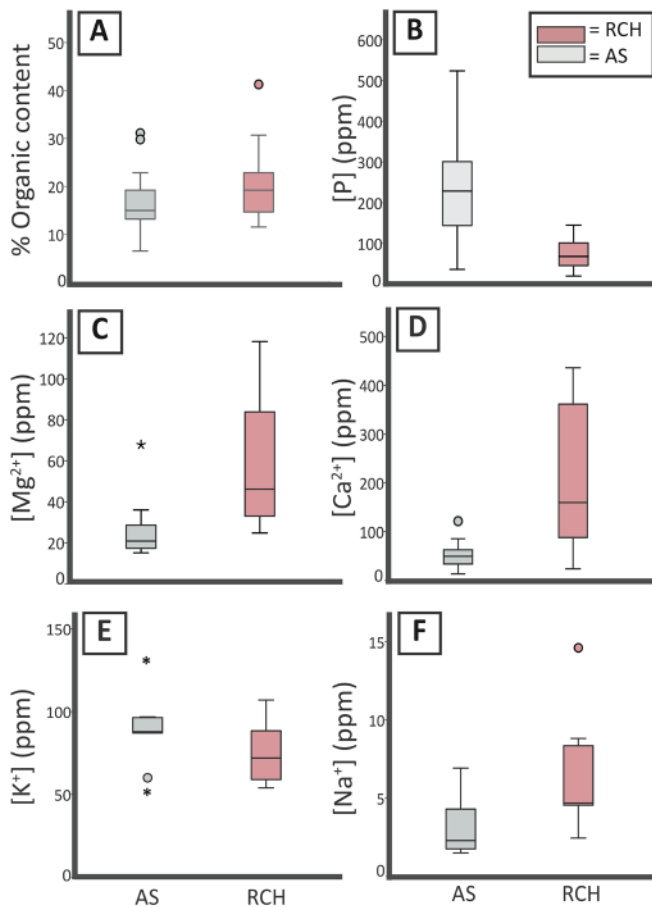 A
% Organic content
50
40
30
20
10
0
B
= RCH
= AS
[P] (ppm)
600
500
400
300
200
100
0
C
[Mg²⁺] (ppm)
120
100
80
60
40
20
0
D
[Ca²⁺] (ppm)
500
400
300
200
100
0
E
[K⁺] (ppm)
150
100
50
0
AS
RCH
F
[Na⁺] (ppm)
15
10
5
0
AS
RCH